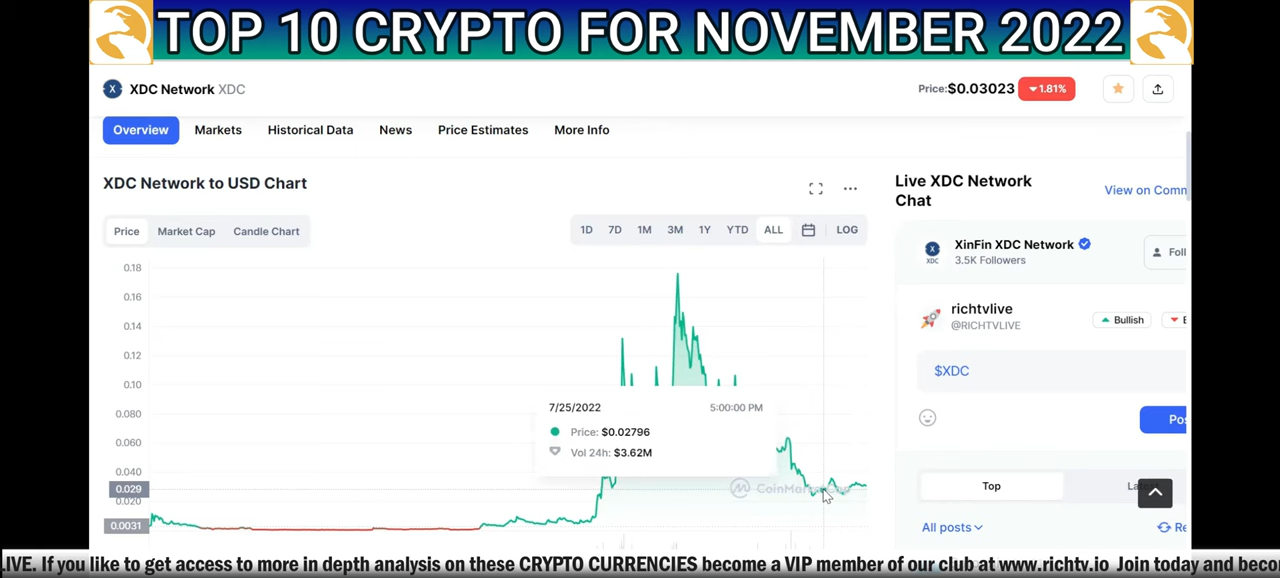 TOP 10 CRYPTO FOR NOVEMBER 2022
XDC Network XDC
Price:$0.03023 1.81%
Overview Markets Historical Data News Price Estimates More Info
XDC Network to USD Chart
Price Market Cap Candle Chart
1D 7D 1M 3M 1Y YTD ALL LOG
0.18
0.16
0.14
0.12
0.10
0.080
0.060
0.040
0.029
0.020
0.0031
7/25/2022 5:00:00 PM
Price: $0.02796
Vol 24h: $3.62M
Live XDC Network
Chat
View on Comm
XinFin XDC Network
XDC
3.5K Followers
Foll
richtvlive
@RICHTVLIVE
Bullish
$XDC
Pos
Top
All posts
Re
LIVE. If you like to get access to more in depth analysis on these CRYPTO CURRENCIES become a VIP member of our club at www.richtv.io Join today and beco